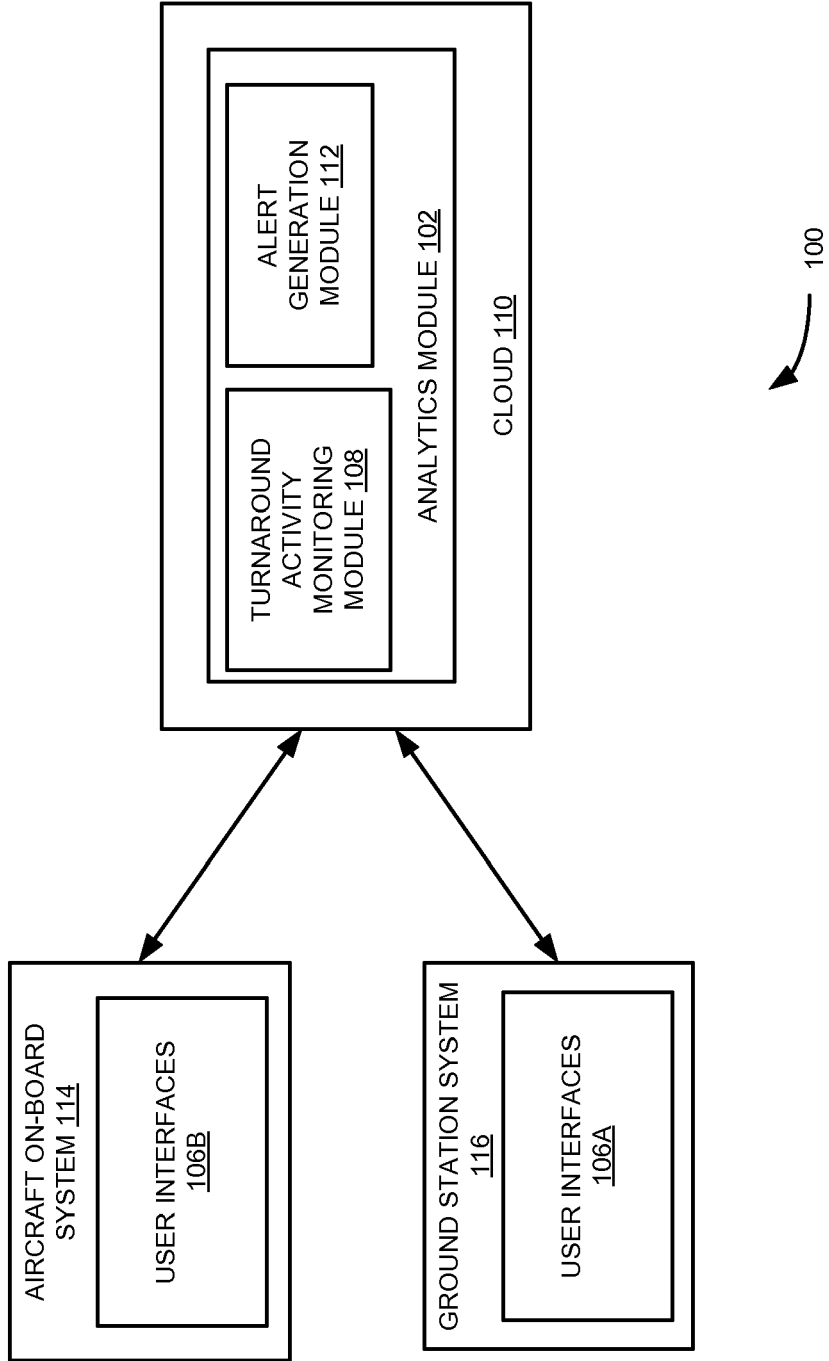 AIRCRAFT ON-BOARD
SYSTEM 114
USER INTERFACES
106B
GROUND STATION SYSTEM
116
USER INTERFACES
106A
TURNAROUND
ACTIVITY
MONITORING
MODULE 108
ALERT
GENERATION
MODULE 112
ANALYTICS MODULE 102
CLOUD 110
100